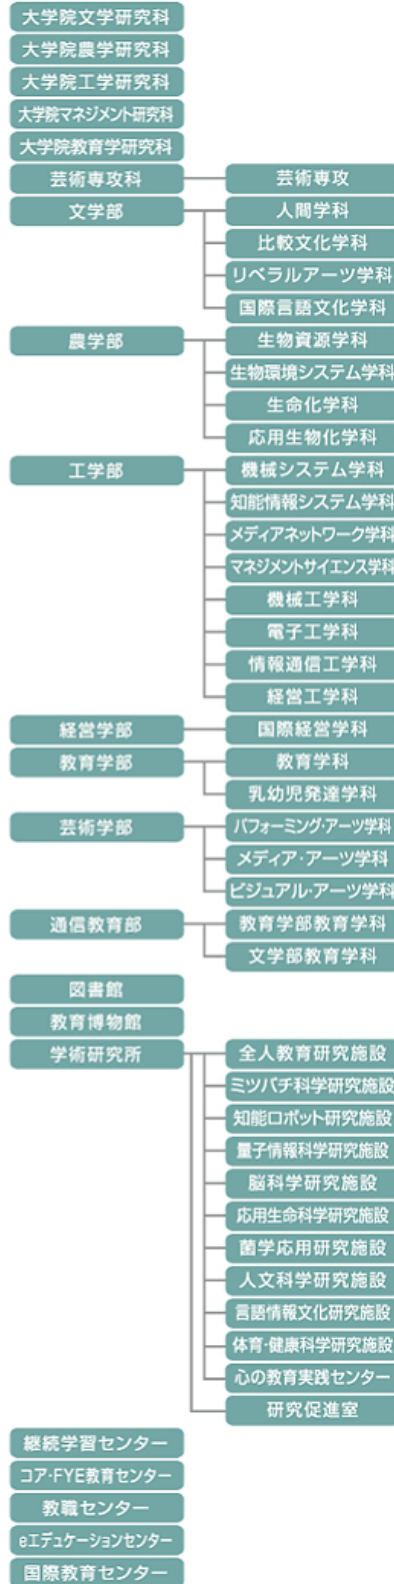 大学院文学研究科
大学院農学研究科
大学院工学研究科
大学院マネジメント研究科
大学院教育学研究科
芸術専攻科
芸術専攻
文学部
人間学科
比較文化学科
リベラルアーツ学科
国際言語文化学科
農学部
生物資源学科
生物環境システム学科
生命化学科
応用生物化学科
工学部
機械システム学科
知能情報システム学科
メディアネットワーク学科
マネジメントサイエンス学科
機械工学科
電子工学科
情報通信工学科
経営工学科
経営学部
国際経営学科
教育学部
教育学科
乳幼児発達学科
芸術学部
パフォーミング・アーツ学科
メディア・アーツ学科
ビジュアル・アーツ学科
通信教育部
教育学部教育学科
文学部教育学科
図書館
教育博物館
学術研究所
全人教育研究施設
ミツバチ科学研究施設
知能ロボット研究施設
量子情報科学研究施設
脳科学研究施設
応用生命科学研究施設
菌学応用研究施設
人文科学研究施設
言語情報文化研究施設
体育・健康科学研究施設
心の教育実践センター
研究促進室
継続学習センター
コア・FYE教育センター
教職センター
eエデュケーションセンター
国際教育センター